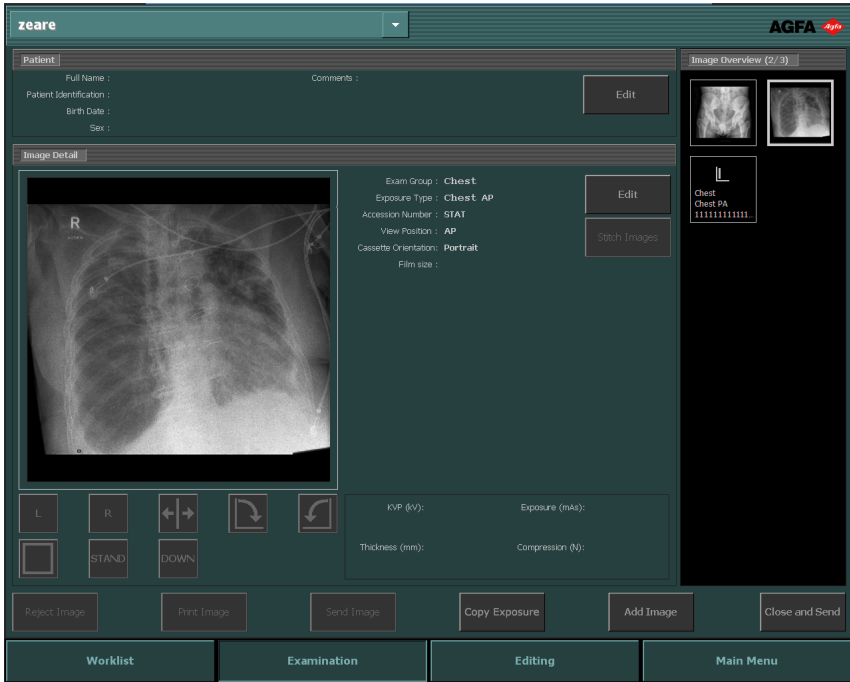 zeare
AGFA Agfa
Patient
Full Name :
Comments :
Patient Identification :
Birth Date :
Sex :
Edit
Image Overview (2/3)
Chest
Chest PA
111111111111...
Image Detail
R
Exam Group : Chest
Exposure Type : Chest AP
Accession Number : STAT
View Position : AP
Cassette Orientation: Portrait
Film size :
Edit
Stitch Images
L
R
STAND
DOWN
KVP (kV):
Exposure (mAs):
Thickness (mm):
Compression (N):
Reject Image
Print Image
Send Image
Copy Exposure
Add Image
Close and Send
Worklist
Examination
Editing
Main Menu